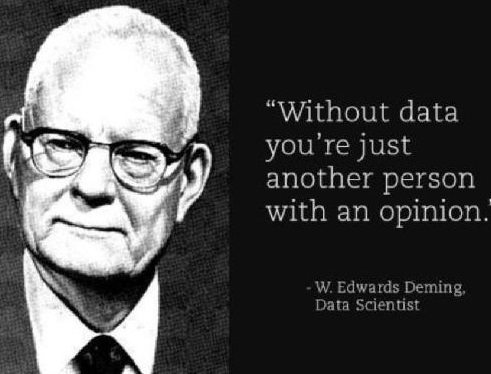 “Without data
you’re just
another person
with an opinion.”
- W. Edwards Deming,
Data Scientist